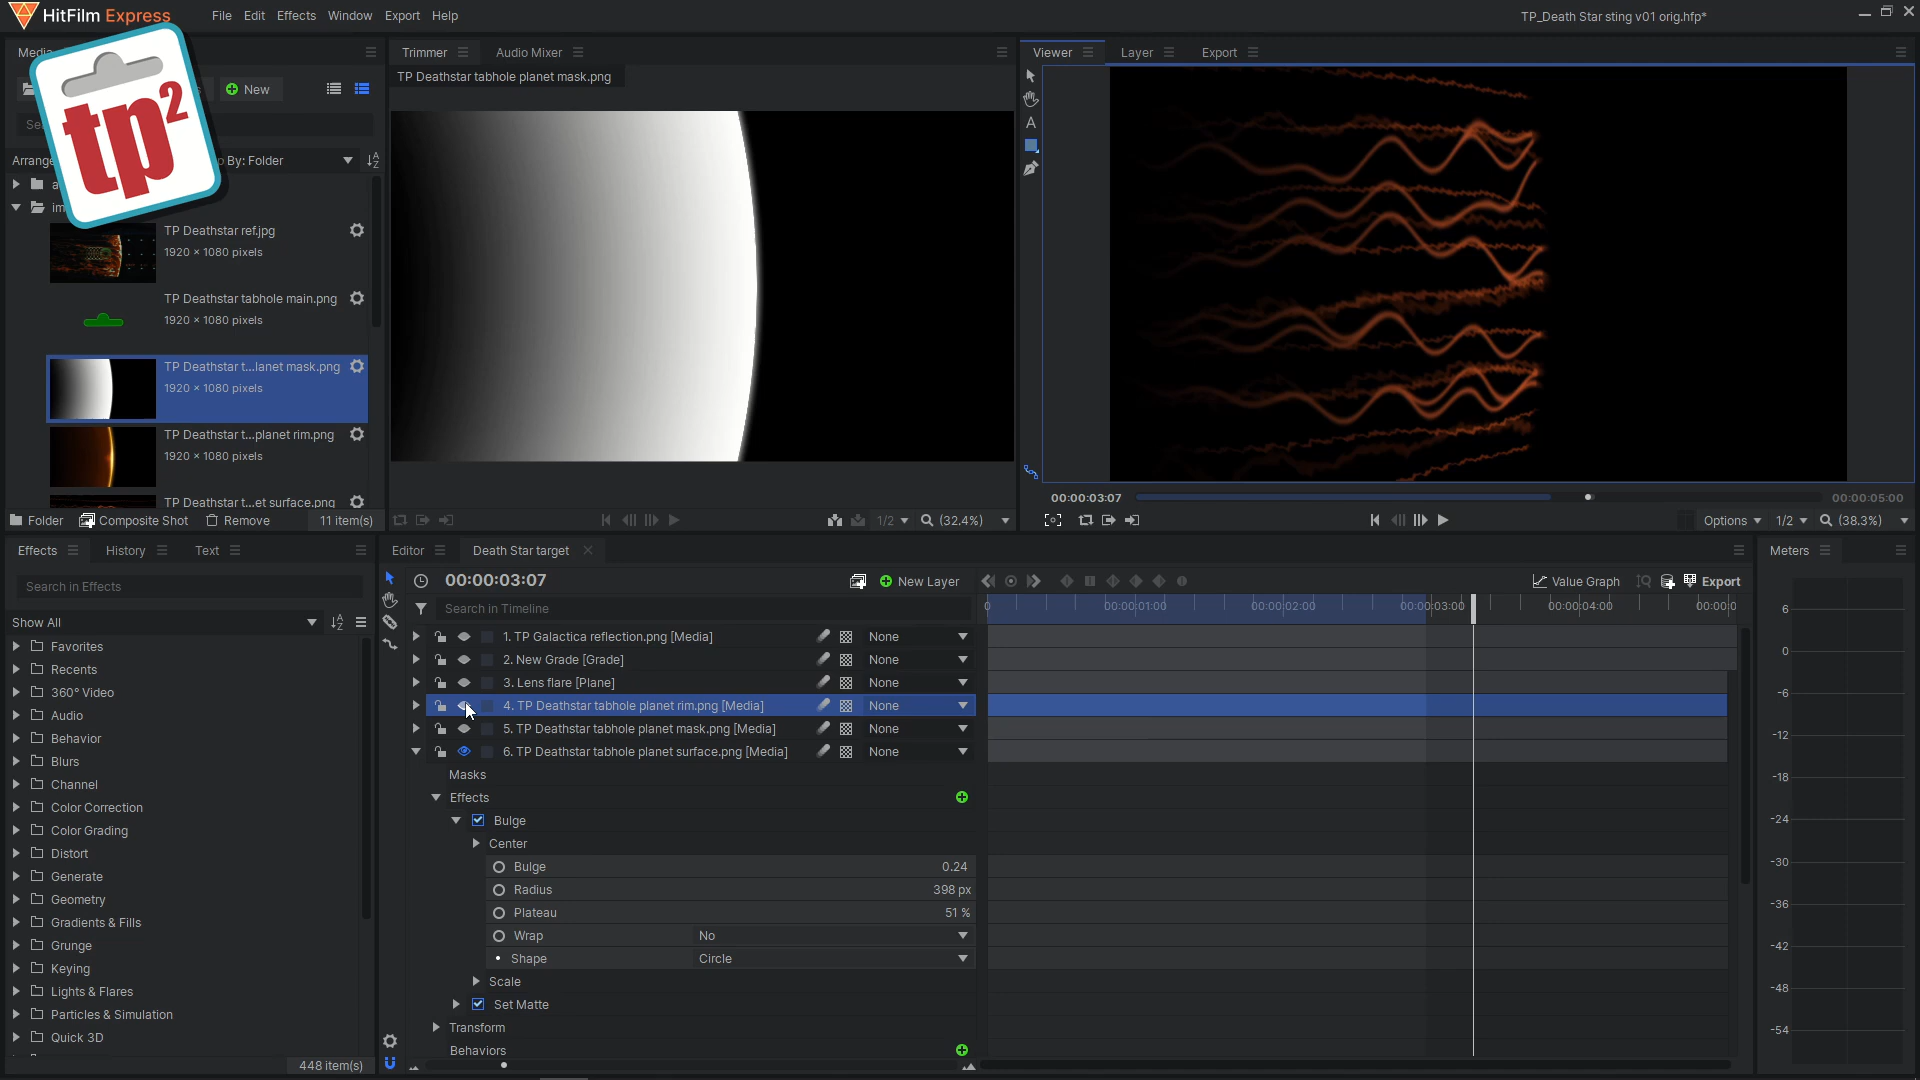 HitFilm Express
File Edit Effects Window Export Help
TP_Death Star sting v01 orig.hfp*
tp2
New
By: Folder
TP Deathstar ref.jpg
1920 × 1080 pixels
TP Deathstar tabhole main.png
1920 × 1080 pixels
TP Deathstar t...lanet mask.png
1920 × 1080 pixels
TP Deathstar t...planet rim.png
1920 × 1080 pixels
TP Deathstar t...et surface.png
Folder Composite Shot Remove 11 item(s)
Trimmer Audio Mixer
TP Deathstar tabhole planet mask.png
1/2 (32.4%)
Viewer Layer Export
A
00:00:03:07 00:00:05:00
Options 1/2 (38.3%)
Effects History Text
Search in Effects
Show All
Favorites
Recents
360° Video
Audio
Behavior
Blurs
Channel
Color Correction
Color Grading
Distort
Generate
Geometry
Gradients & Fills
Grunge
Keying
Lights & Flares
Particles & Simulation
Quick 3D
448 item(s)
Editor Death Star target
00:00:03:07 New Layer Value Graph Export
Search in Timeline
0 00:00:01:00 00:00:02:00 00:00:03:00 00:00:04:00 00:00:0
1. TP Galactica reflection.png [Media] None
2. New Grade [Grade] None
3. Lens flare [Plane] None
4. TP Deathstar tabhole planet rim.png [Media] None
5. TP Deathstar tabhole planet mask.png [Media] None
6. TP Deathstar tabhole planet surface.png [Media] None
Masks
Effects
Bulge
Center
Bulge 0.24
Radius 398 px
Plateau 51 %
Wrap No
Shape Circle
Scale
Set Matte
Transform
Behaviors
Meters
6
0
-6
-12
-18
-24
-30
-36
-42
-48
-54